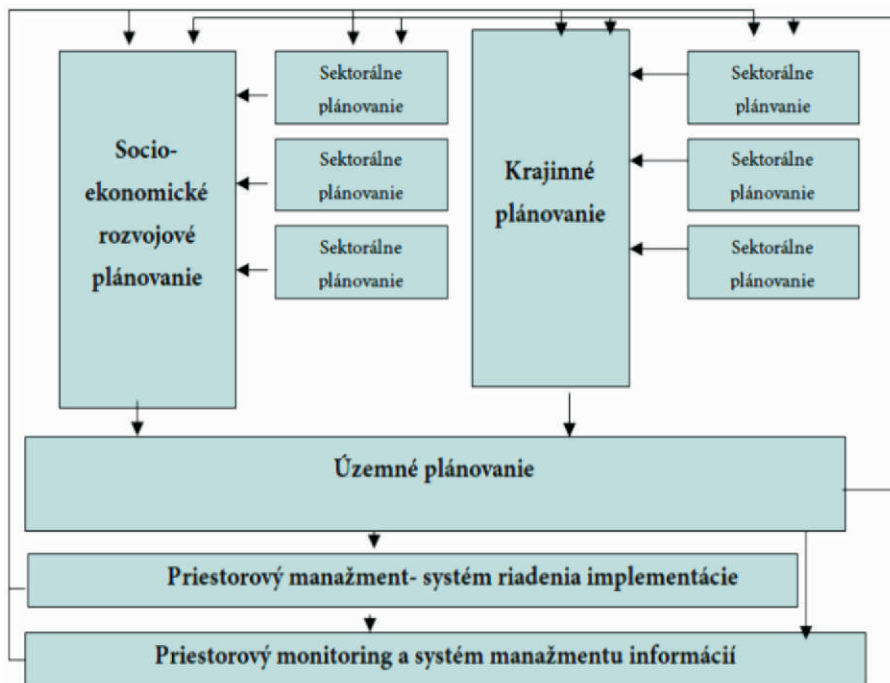 Socio-
ekonomické
rozvojové
plánovanie
Sektorálne
plánovanie
Sektorálne
plánovanie
Sektorálne
plánovanie
Krajinné
plánovanie
Sektorálne
plánvanie
Sektorálne
plánovanie
Sektorálne
plánovanie
Územné plánovanie
Priestorový manažment- systém riadenia implementácie
Priestorový monitoring a systém manažmentu informácií